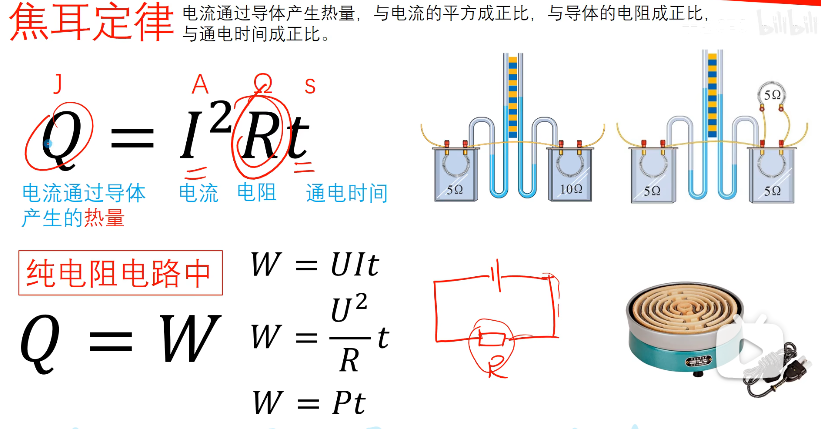 焦耳定律
电流通过导体产生热量，与电流的平方成正比，与导体的电阻成正比，
与通电时间成正比。
bilibili
J A Ω s
Q = I²Rt
电流通过导体
产生的热量
电流 电阻 通电时间
5Ω 10Ω
5Ω
5Ω 5Ω
纯电阻电路中
Q = W
W = UIt
W = U²/R t
W = Pt
R